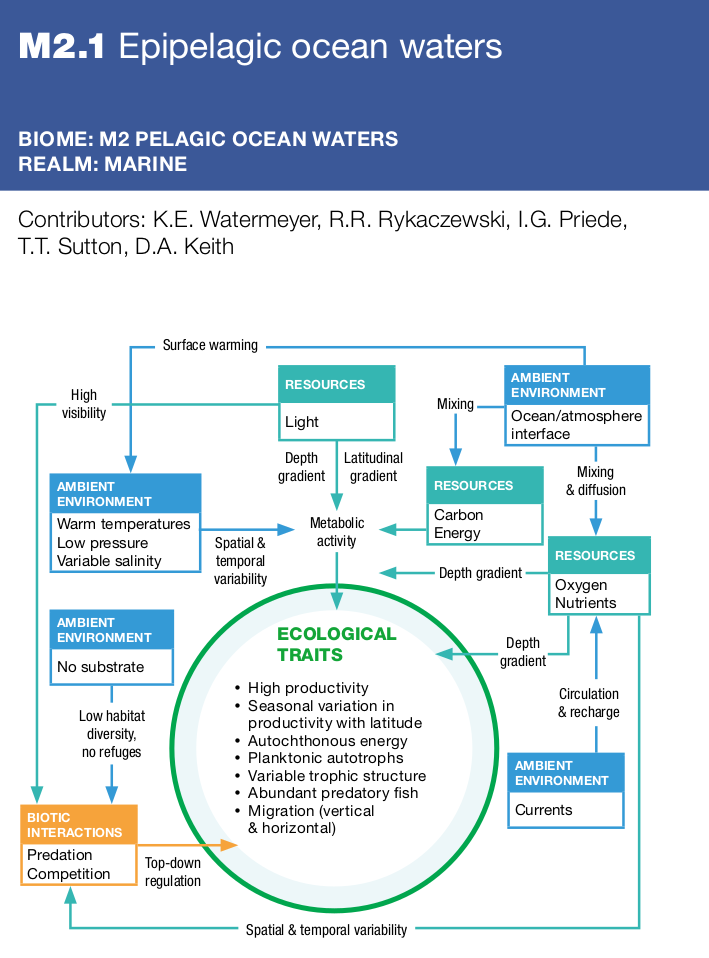 M2.1 Epipelagic ocean waters
BIOME: M2 PELAGIC OCEAN WATERS
REALM: MARINE
Contributors: K.E. Watermeyer, R.R. Rykaczewski, I.G. Priede,
T.T. Sutton, D.A. Keith
Surface warming
High
visibility
RESOURCES
Light
Mixing
AMBIENT
ENVIRONMENT
Ocean/atmosphere
interface
Depth
gradient
Latitudinal
gradient
Mixing
& diffusion
AMBIENT
ENVIRONMENT
Warm temperatures
Low pressure
Variable salinity
RESOURCES
Carbon
Energy
Spatial &
temporal
variability
Metabolic
activity
RESOURCES
Oxygen
Nutrients
Depth gradient
AMBIENT
ENVIRONMENT
No substrate
Depth
gradient
Low habitat
diversity,
no refuges
Circulation
& recharge
ECOLOGICAL
TRAITS
• High productivity
• Seasonal variation in
productivity with latitude
• Autochthonous energy
• Planktonic autotrophs
• Variable trophic structure
• Abundant predatory fish
• Migration (vertical
& horizontal)
AMBIENT
ENVIRONMENT
Currents
BIOTIC
INTERACTIONS
Predation
Competition
Top-down
regulation
Spatial & temporal variability